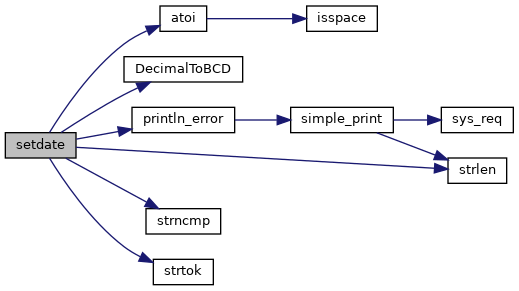 atoi
isspace
DecimalToBCD
println_error
simple_print
sys_req
setdate
strlen
strncmp
strtok